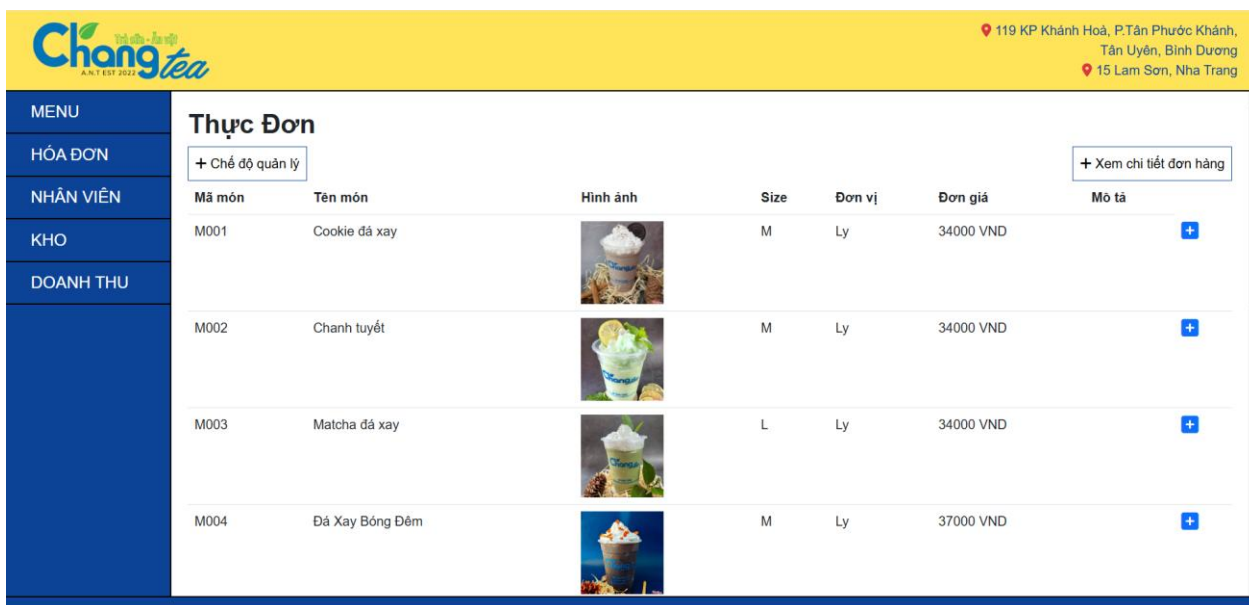 Trà sữa - Ăn vặt
Chang tea
A.N.T EST 2022
119 KP Khánh Hoà, P.Tân Phước Khánh,
Tân Uyên, Bình Dương
15 Lam Sơn, Nha Trang
MENU
HÓA ĐƠN
NHÂN VIÊN
KHO
DOANH THU
Thực Đơn
+ Chế độ quản lý
+ Xem chi tiết đơn hàng
Mã món Tên món Hình ảnh Size Đơn vị Đơn giá Mô tả
M001 Cookie đá xay M Ly 34000 VND +
M002 Chanh tuyết M Ly 34000 VND +
M003 Matcha đá xay L Ly 34000 VND +
M004 Đá Xay Bóng Đêm M Ly 37000 VND +